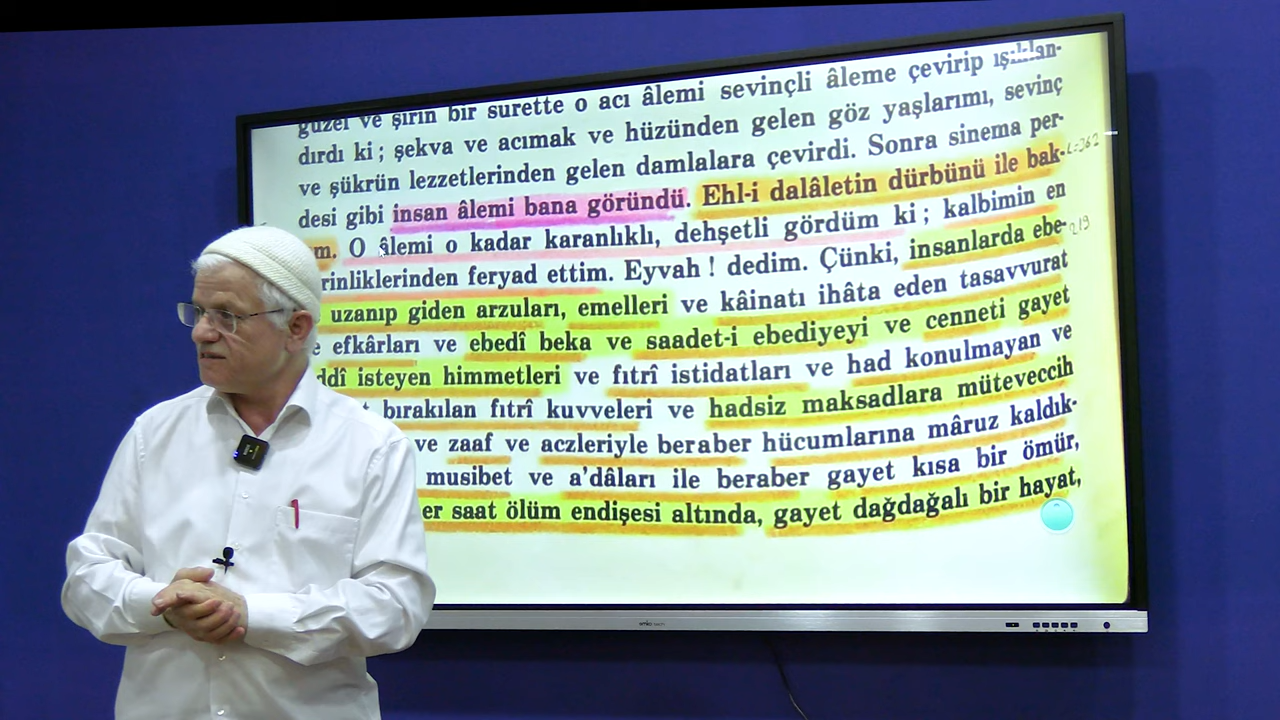 güzel ve şirin bir surette o acı âlemi sevinçli âleme çevirip ışıklan-
dırdı ki ; şekva ve acımak ve hüzünden gelen göz yaşlarımı, sevinç
ve şükrün lezzetlerinden gelen damlalara çevirdi. Sonra sinema per-
desi gibi insan âlemi bana göründü. Ehl-i dalâletin dürbünü ile bak-
m. O âlemi o kadar karanlıklı, dehşetli gördüm ki ; kalbimin en
rinliklerinden feryad ettim. Eyvah ! dedim. Çünki, insanlarda ebe-
uzanıp giden arzuları, emelleri ve kâinatı ihâta eden tasavvurat
efkârları ve ebedî beka ve saadet-i ebediyeyi ve cenneti gayet
ddî isteyen himmetleri ve fıtrî istidatları ve had konulmayan ve
bırakılan fıtrî kuvveleri ve hadsiz maksadlara müteveccih
ve zaaf ve aczleriyle beraber hücumlarına mâruz kaldık-
musibet ve a'dâları ile beraber gayet kısa bir ömür,
er saat ölüm endişesi altında, gayet dağdağalı bir hayat,